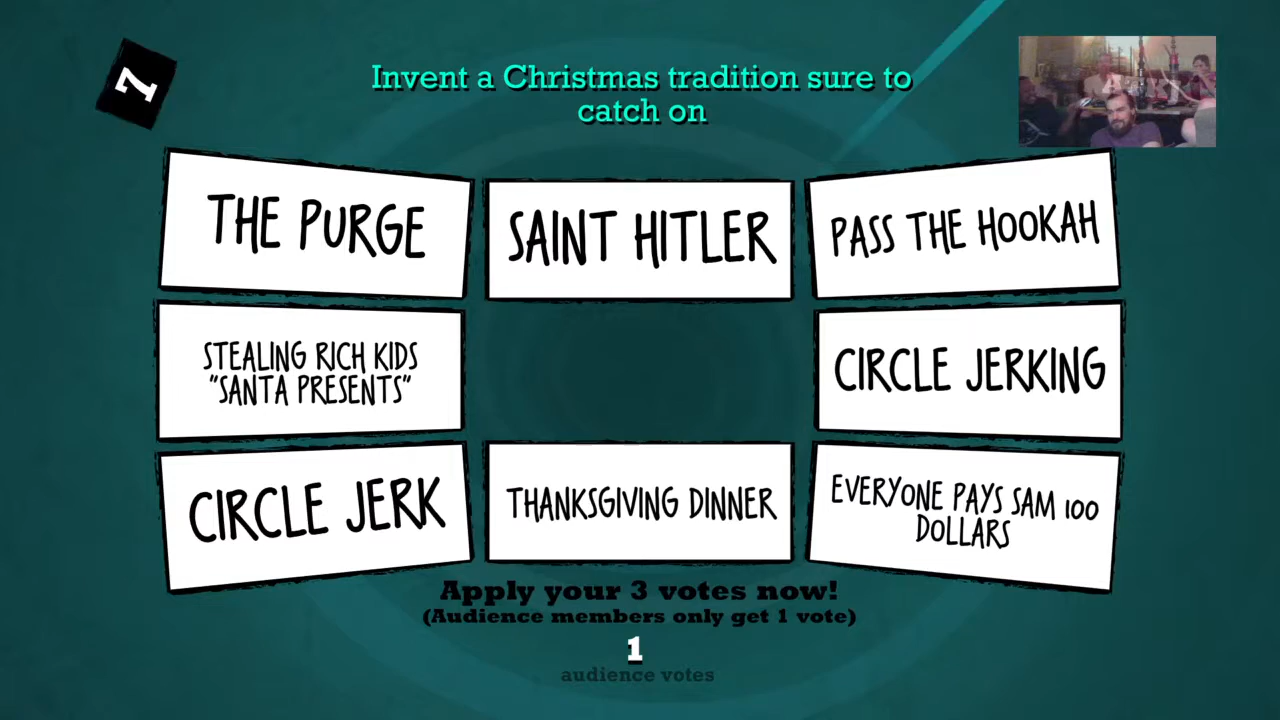 7
Invent a Christmas tradition sure to
catch on
THE PURGE
SAINT HITLER
PASS THE HOOKAH
STEALING RICH KIDS
"SANTA PRESENTS"
CIRCLE JERKING
CIRCLE JERK
THANKSGIVING DINNER
EVERYONE PAYS SAM 100
DOLLARS
Apply your 3 votes now!
(Audience members only get 1 vote)
1
audience votes